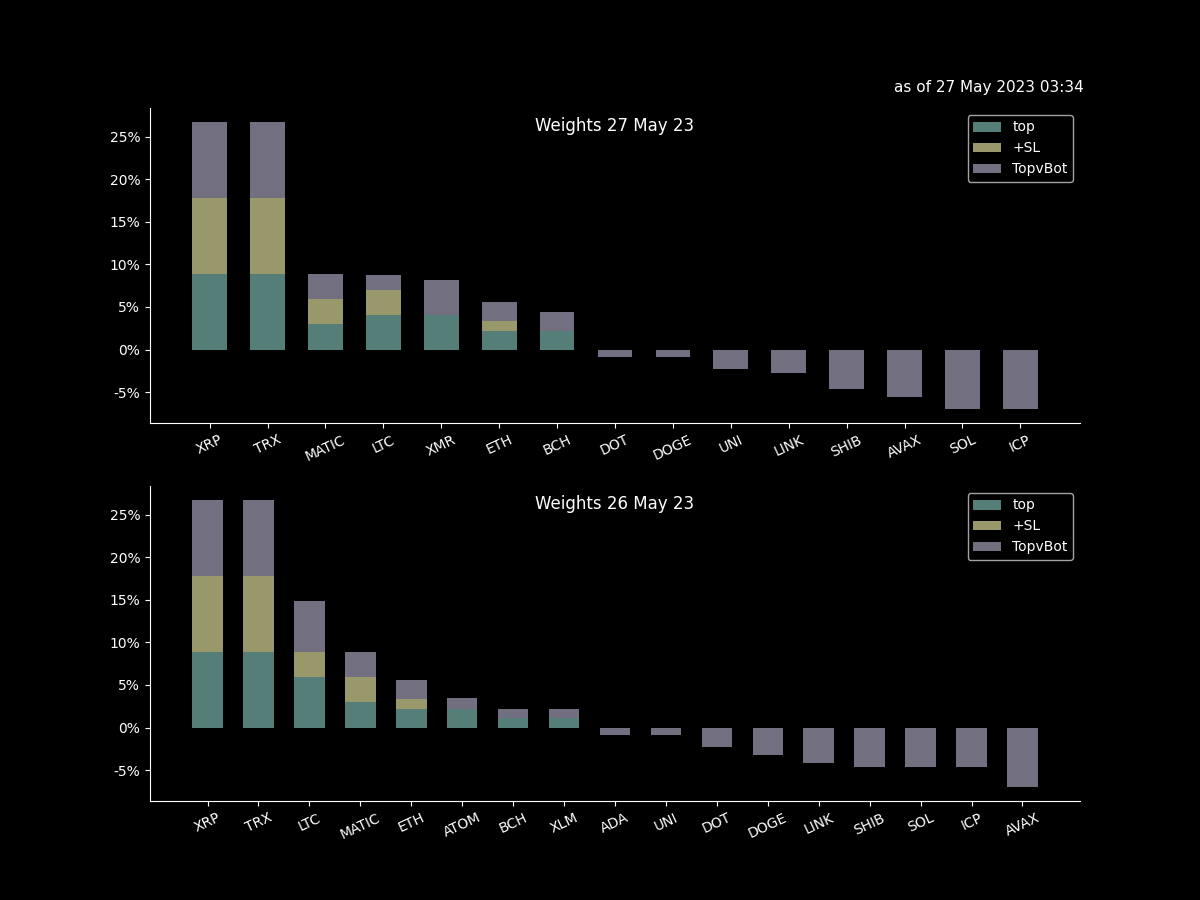 as of 27 May 2023 03:34
Weights 27 May 23
top
+SL
TopvBot
25%
20%
15%
10%
5%
0%
-5%
XRP TRX MATIC LTC XMR ETH BCH DOT DOGE UNI LINK SHIB AVAX SOL ICP
Weights 26 May 23
top
+SL
TopvBot
25%
20%
15%
10%
5%
0%
-5%
XRP TRX LTC MATIC ETH ATOM BCH XLM ADA UNI DOT DOGE LINK SHIB SOL ICP AVAX